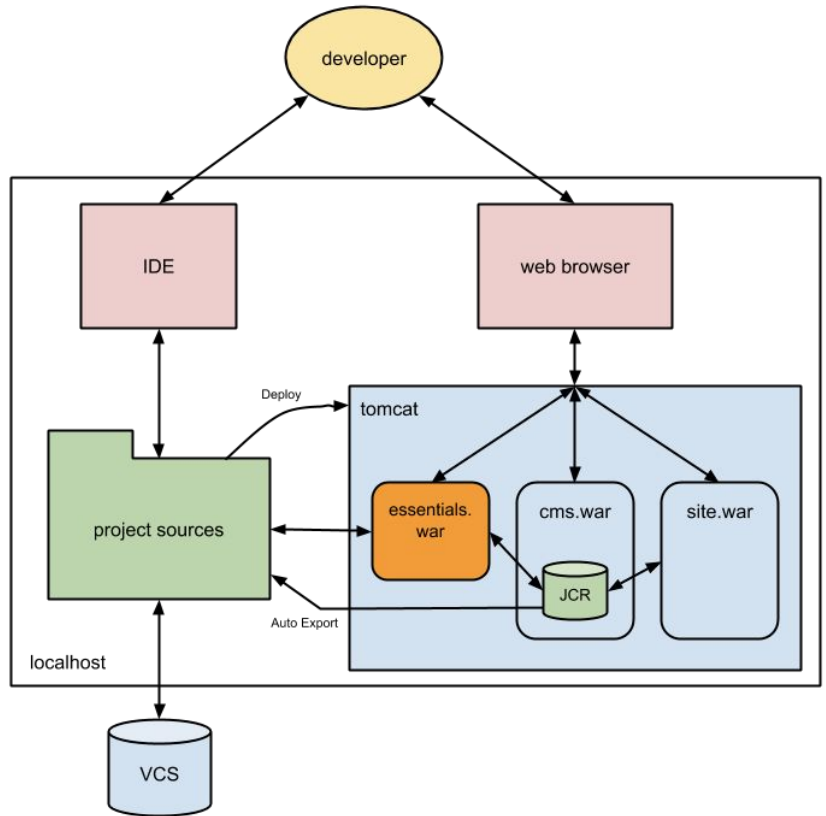 developer
IDE
web browser
Deploy
tomcat
essentials.
war
cms.war
site.war
project sources
JCR
Auto Export
localhost
VCS